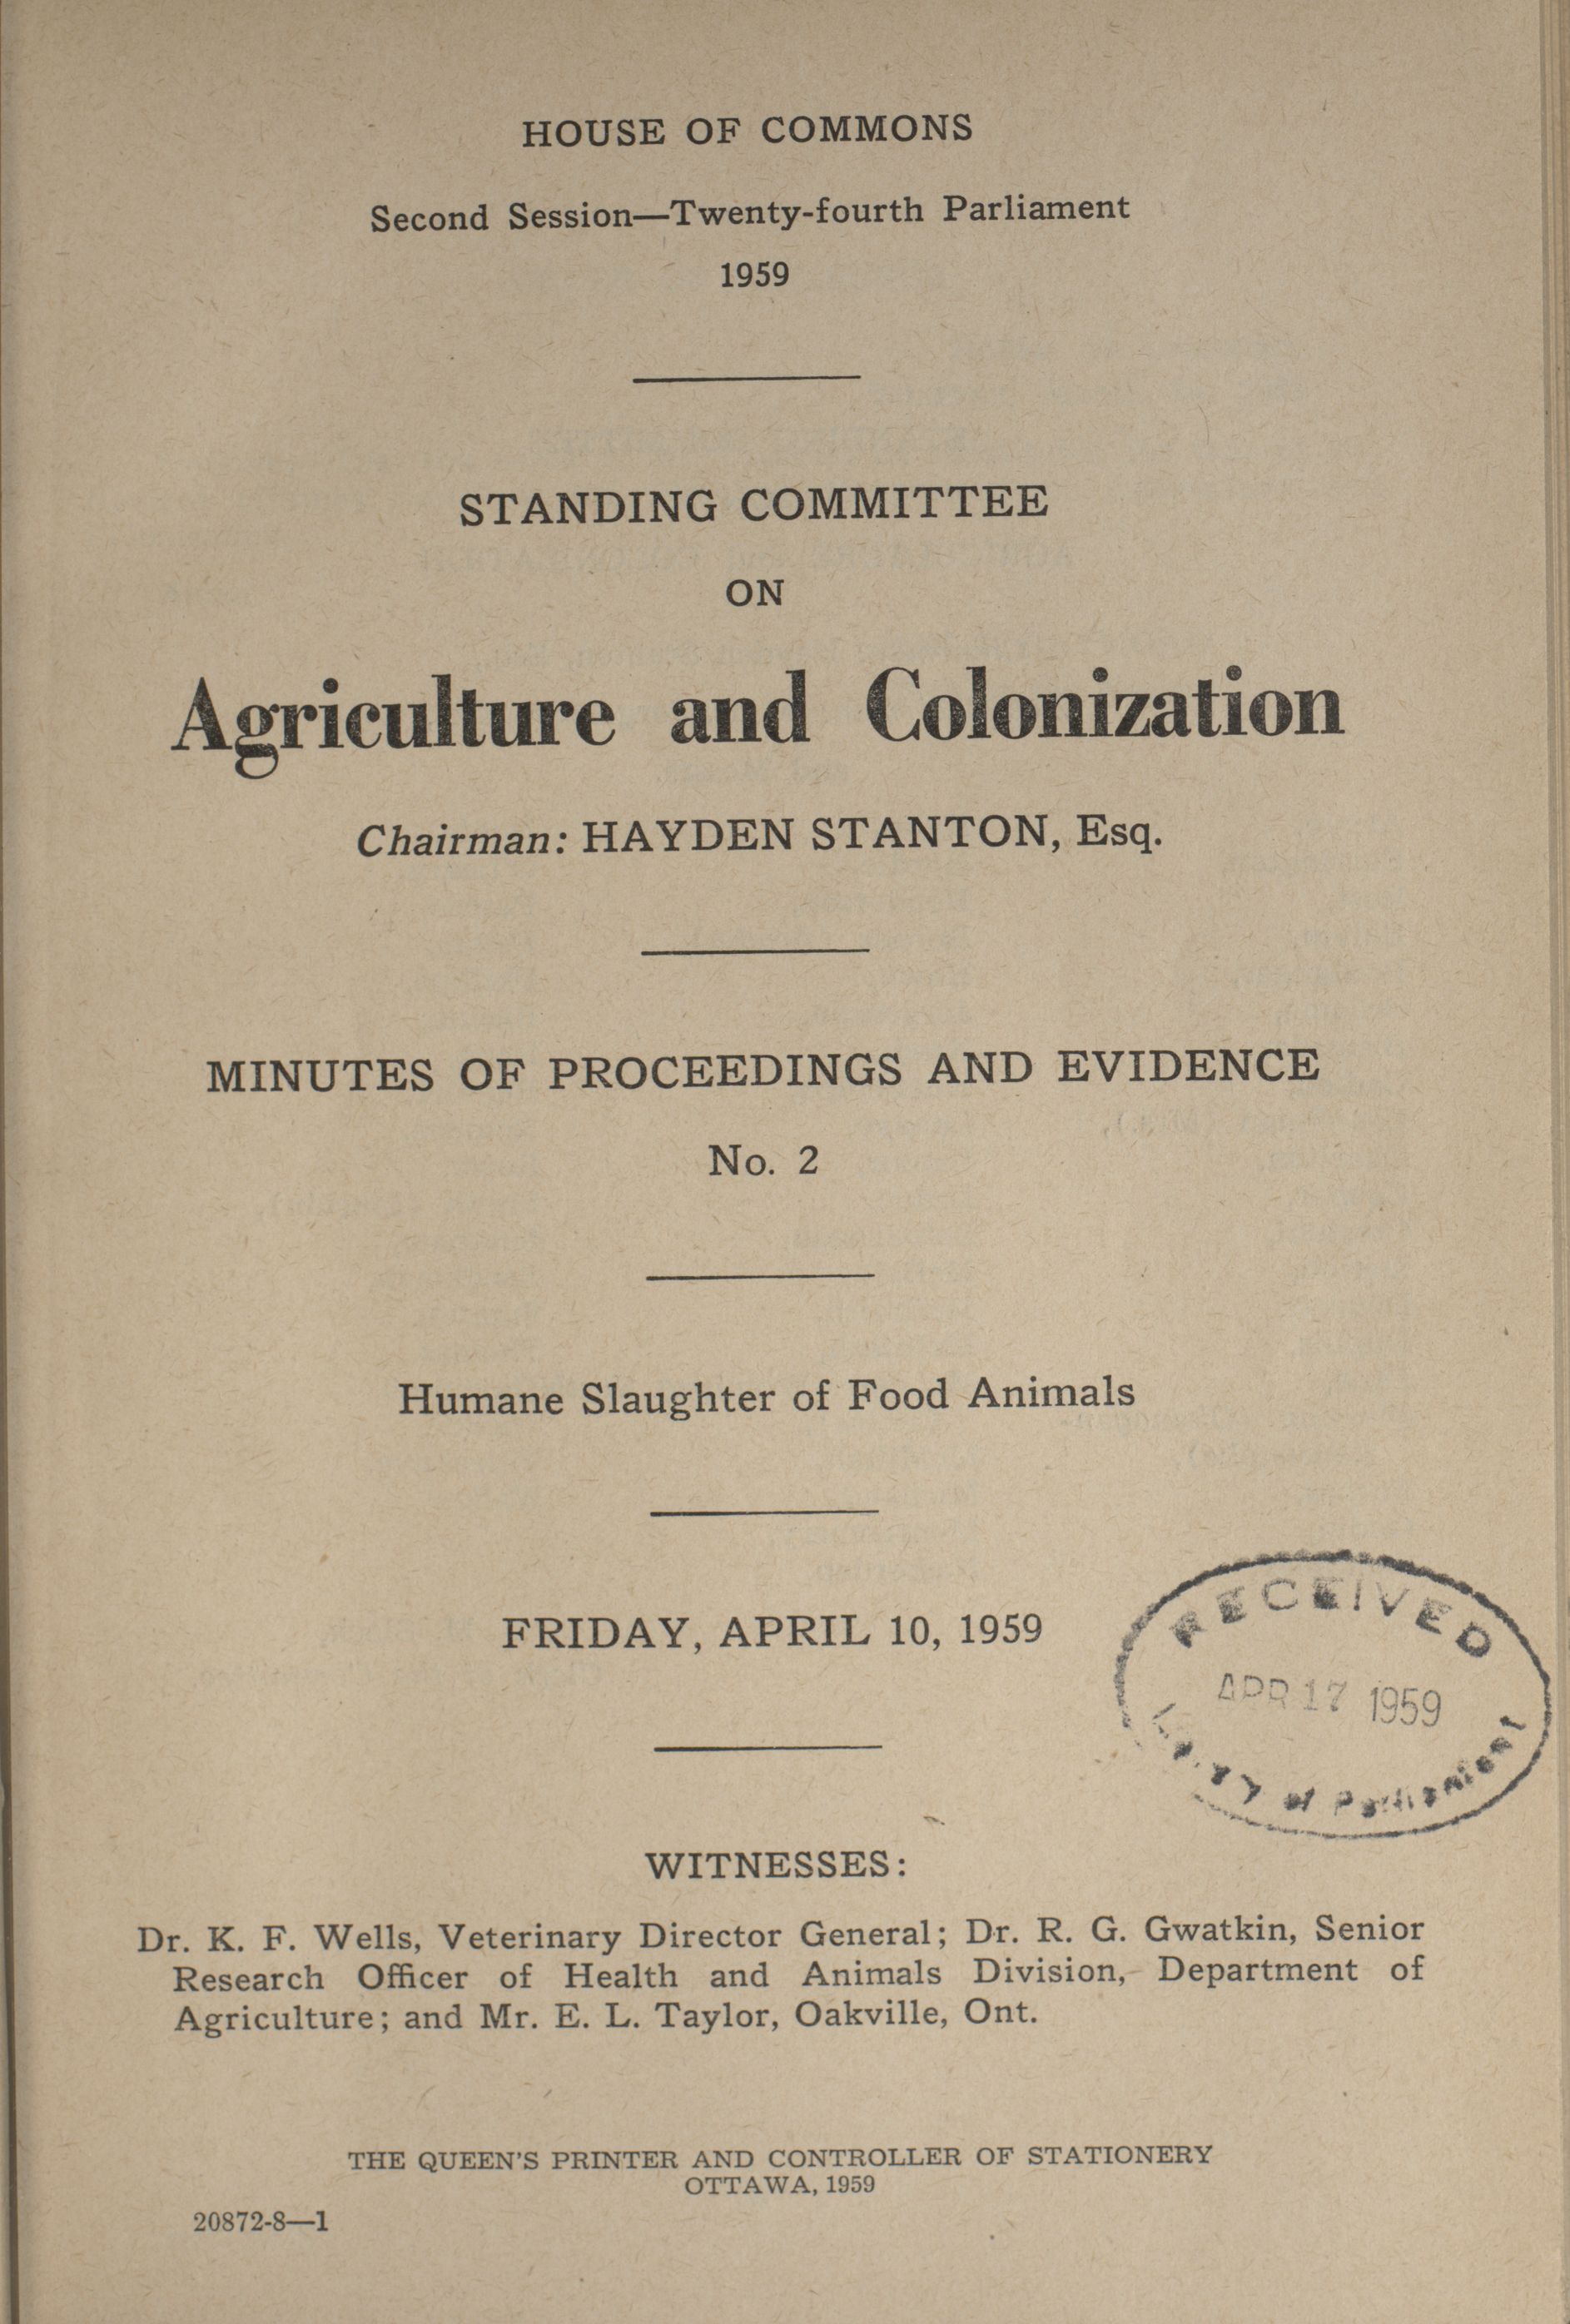 HOUSE OF COMMONS
Second Session—Twenty-fourth Parliament
1959
STANDING COMMITTEE
ON
Agriculture and Colonization
Chairman: HAYDEN STANTON, Esq.
MINUTES OF PROCEEDINGS AND EVIDENCE
No. 2
Humane Slaughter of Food Animals
FRIDAY, APRIL 10, 1959
RECEIVED
APR 17 1959
of Parliament
WITNESSES:
Dr. K. F. Wells, Veterinary Director General; Dr. R. G. Gwatkin, Senior
Research Officer of Health and Animals Division, Department of
Agriculture; and Mr. E. L. Taylor, Oakville, Ont.
THE QUEEN'S PRINTER AND CONTROLLER OF STATIONERY
OTTAWA, 1959
20872-8—1